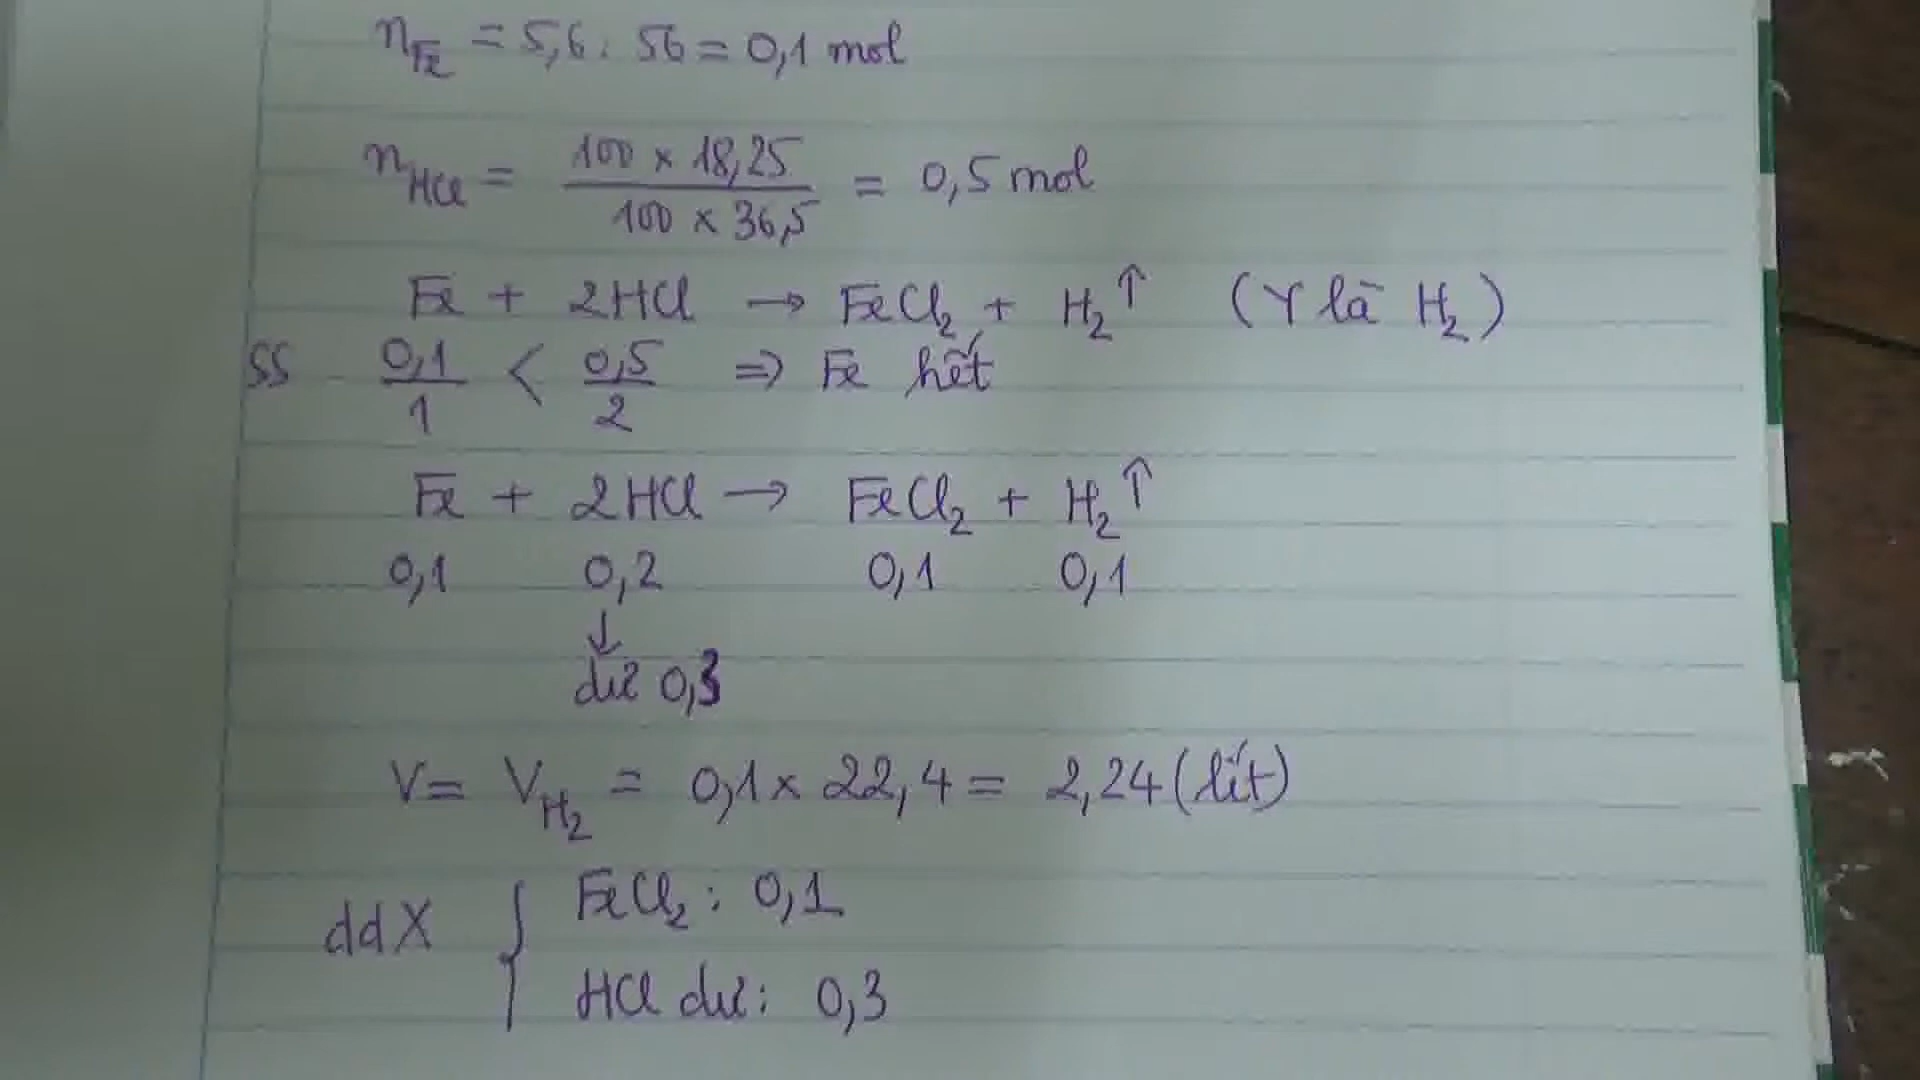 n_Fe = 5,6 : 56 = 0,1 mol
n_HCl = (100 × 18,25)/(100 × 36,5) = 0,5 mol
Fe + 2HCl → FeCl₂ + H₂↑ (Y là H₂)
SS 0,1/1 < 0,5/2 ⇒ Fe hết
Fe + 2HCl → FeCl₂ + H₂↑
0,1 0,2 0,1 0,1
↓
dư 0,3
V = V_H₂ = 0,1 × 22,4 = 2,24 (lít)
ddX { FeCl₂ : 0,1
HCl dư : 0,3